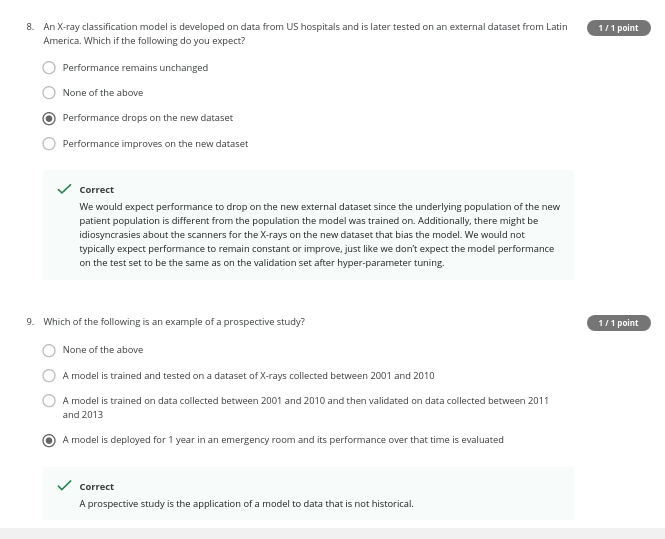 8. An X-ray classification model is developed on data from US hospitals and is later tested on an external dataset from Latin
America. Which if the following do you expect?
1 / 1 point
Performance remains unchanged
None of the above
Performance drops on the new dataset
Performance improves on the new dataset
Correct
We would expect performance to drop on the new external dataset since the underlying population of the new
patient population is different from the population the model was trained on. Additionally, there might be
idiosyncrasies about the scanners for the X-rays on the new dataset that bias the model. We would not
typically expect performance to remain constant or improve, just like we don't expect the model performance
on the test set to be the same as on the validation set after hyper-parameter tuning.
9. Which of the following is an example of a prospective study?
1 / 1 point
None of the above
A model is trained and tested on a dataset of X-rays collected between 2001 and 2010
A model is trained on data collected between 2001 and 2010 and then validated on data collected between 2011
and 2013
A model is deployed for 1 year in an emergency room and its performance over that time is evaluated
Correct
A prospective study is the application of a model to data that is not historical.